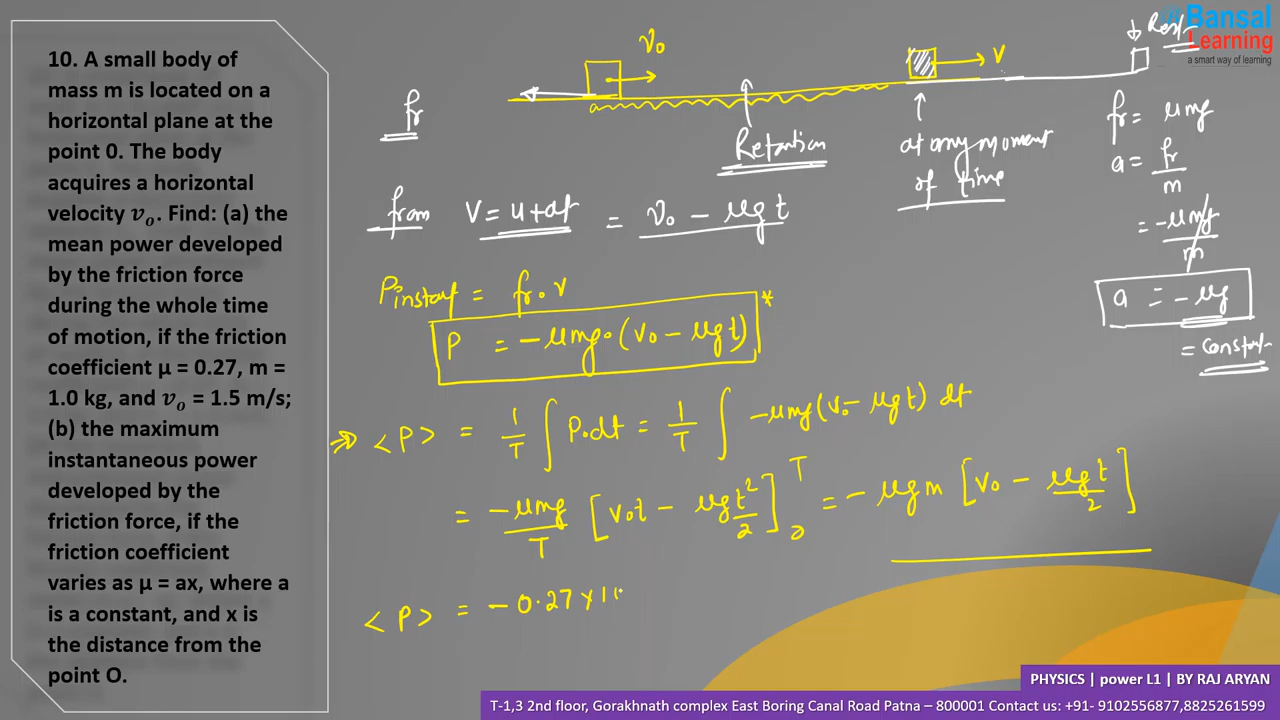 10. A small body of
mass m is located on a
horizontal plane at the
point 0. The body
acquires a horizontal
velocity v₀. Find: (a) the
mean power developed
by the friction force
during the whole time
of motion, if the friction
coefficient μ = 0.27, m =
1.0 kg, and v₀ = 1.5 m/s;
(b) the maximum
instantaneous power
developed by the
friction force, if the
friction coefficient
varies as μ = ax, where a
is a constant, and x is
the distance from the
point O.
Bansal
Learning
a smart way of learning
Rest
v₀
V
fr
Retantion
at any moment
of time
fr = μmg
a = fr/m
= -μmg/m
a = -μg
= constant
from V = u+at = v₀ - μgt
Pinstant = fr·v
P = -μmg·(v₀ - μgt) *
⇒ <P> = 1/T ∫ P·dt = 1/T ∫ -μmg(v₀ - μgt) dt
= -μmg/T [v₀t - μgt²/2]₀ᵀ = - μgm [v₀ - μgt/2]
<P> = - 0.27 x 1
PHYSICS | power L1 | BY RAJ ARYAN
T-1,3 2nd floor, Gorakhnath complex East Boring Canal Road Patna – 800001 Contact us: +91- 9102556877,8825261599